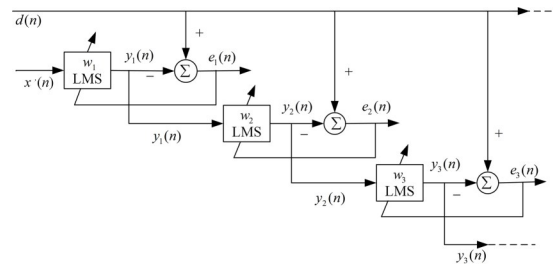 d(n)
+
w1
LMS
y1(n)
−
Σ
e1(n)
x'(n)
+
y1(n)
w2
LMS
y2(n)
−
Σ
e2(n)
+
y2(n)
w3
LMS
y3(n)
−
Σ
e3(n)
y3(n)